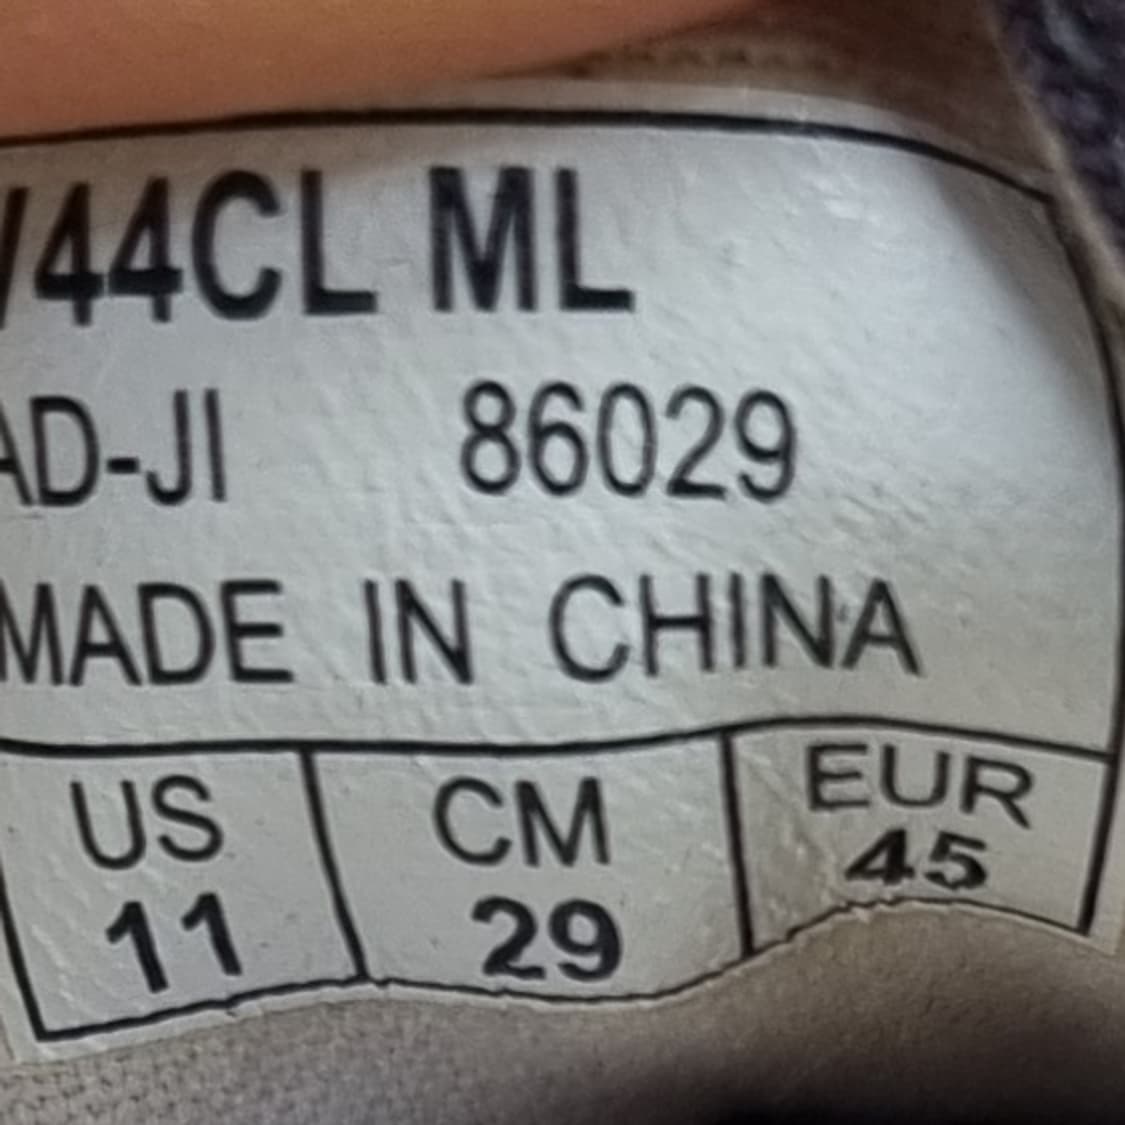 /44CL ML
AD-JI 86029
MADE IN CHINA
US CM EUR
11 29 45